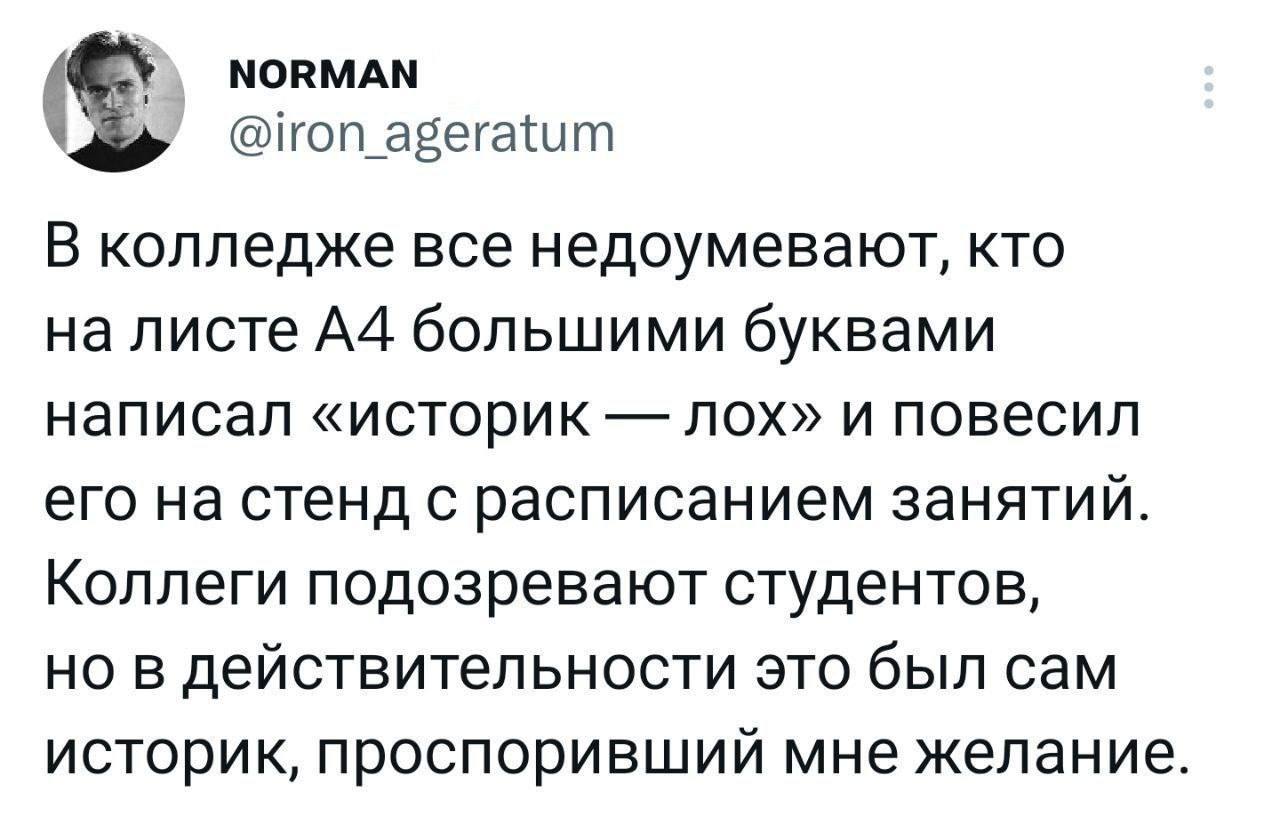 NORMAN
@iron_ageratum
В колледже все недоумевают, кто
на листе А4 большими буквами
написал «историк — лох» и повесил
его на стенд с расписанием занятий.
Коллеги подозревают студентов,
но в действительности это был сам
историк, проспоривший мне желание.